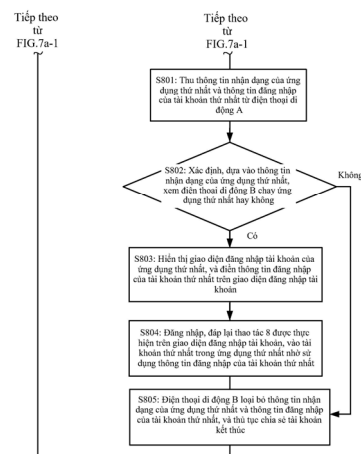 Tiếp theo
từ
FIG.7a-1
Tiếp theo
từ
FIG.7a-1
S801: Thu thông tin nhận dạng của ứng
dụng thứ nhất và thông tin đăng nhập
của tài khoản thứ nhất từ điện thoại di
động A
S802: Xác định, dựa vào thông tin
nhận dạng của ứng dụng thứ nhất,
xem điện thoại di động B chạy ứng
dụng thứ nhất hay không
Không
Có
S803: Hiển thị giao diện đăng nhập tài khoản của
ứng dụng thứ nhất, và điền thông tin đăng nhập
của tài khoản thứ nhất trên giao diện đăng nhập tài
khoản
S804: Đăng nhập, đáp lại thao tác 8 được thực
hiện trên giao diện đăng nhập tài khoản, vào tài
khoản thứ nhất trong ứng dụng thứ nhất nhờ sử
dụng thông tin đăng nhập của tài khoản thứ nhất
S805: Điện thoại di động B loại bỏ thông tin nhận
dạng của ứng dụng thứ nhất và thông tin đăng nhập
của tài khoản thứ nhất, và thủ tục chia sẻ tài khoản
kết thúc